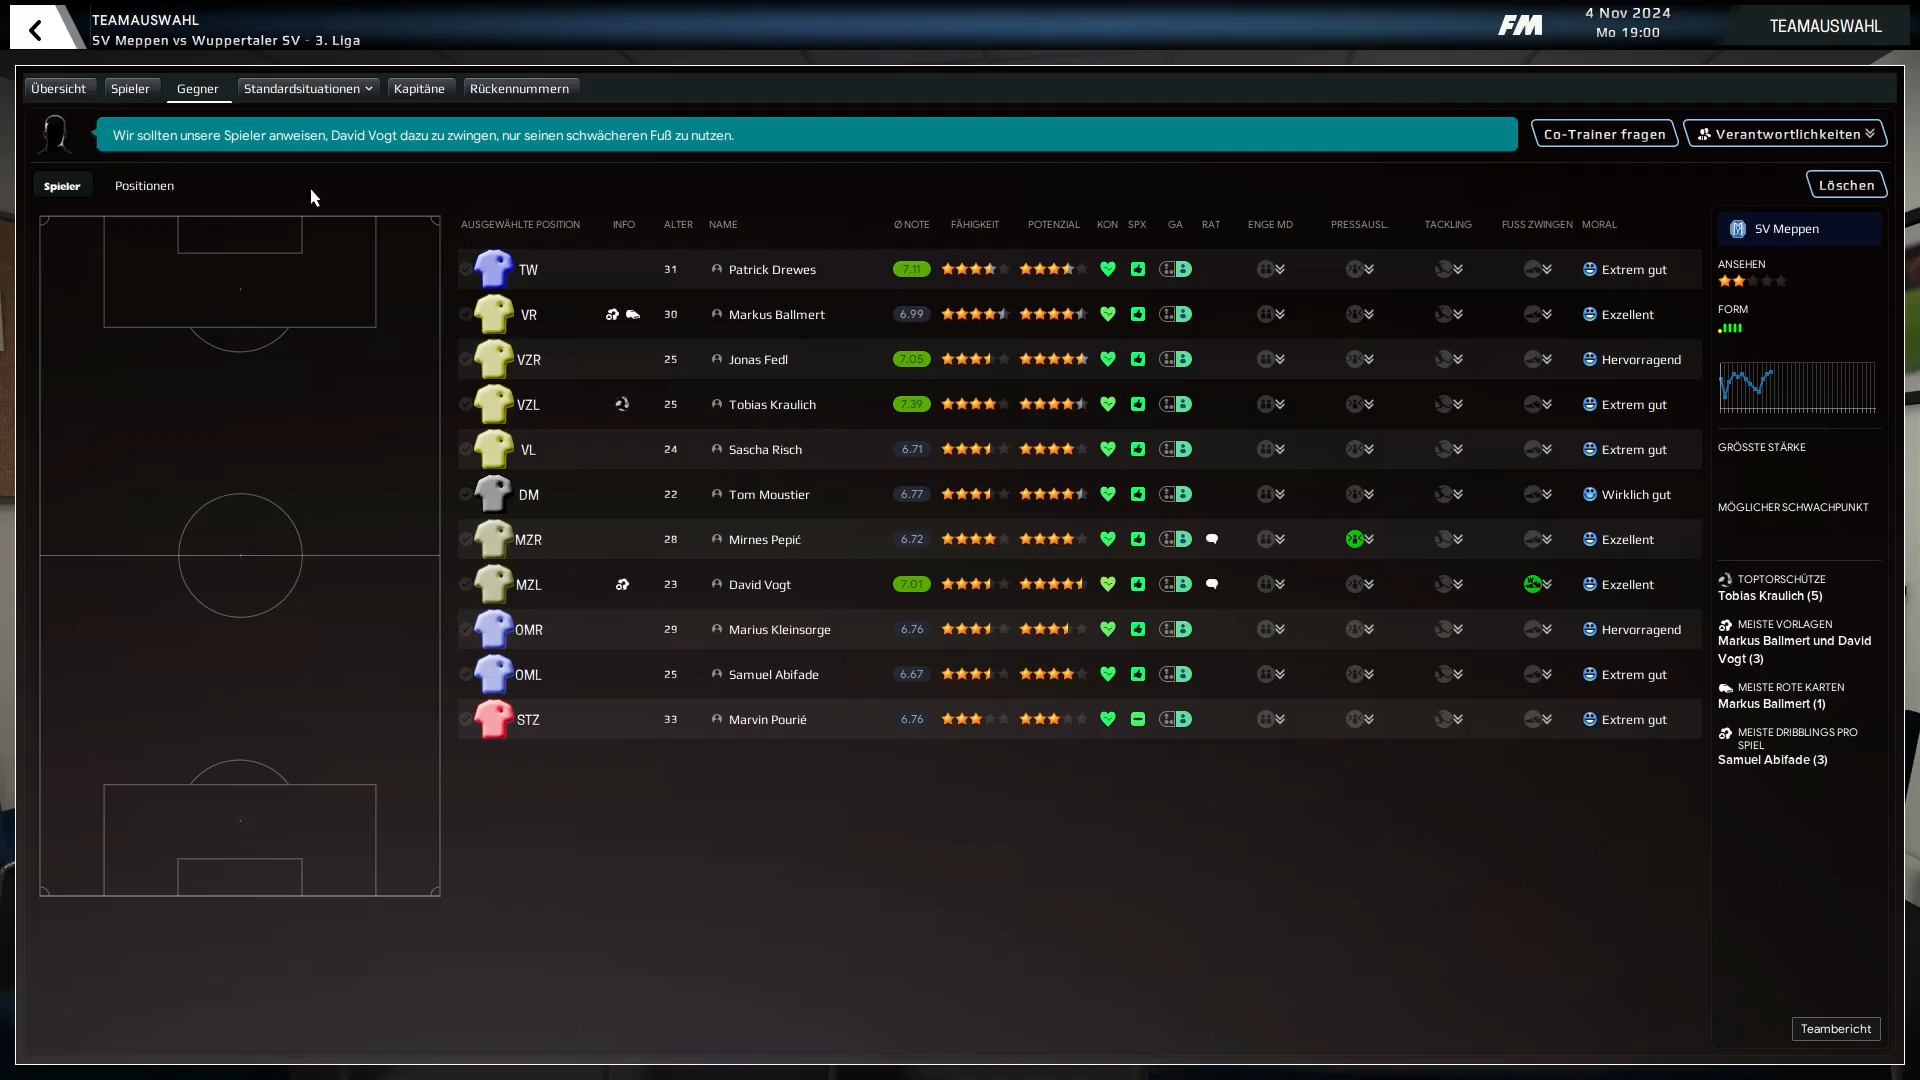 TEAMAUSWAHL
SV Meppen vs Wuppertaler SV - 3. Liga
FM
4 Nov 2024
Mo 19:00
TEAMAUSWAHL
Übersicht
Spieler
Gegner
Standardsituationen
Kapitäne
Rückennummern
Wir sollten unsere Spieler anweisen, David Vogt dazu zu zwingen, nur seinen schwächeren Fuß zu nutzen.
Co-Trainer fragen
Verantwortlichkeiten
Spieler
Positionen
Löschen
AUSGEWÄHLTE POSITION INFO ALTER NAME Ø NOTE FÄHIGKEIT POTENZIAL KON SPX GA RAT ENGE MD PRESSAUSL. TACKLING FUSS ZWINGEN MORAL
TW 31 Patrick Drewes 7.11 Extrem gut
VR 30 Markus Ballmert 6.99 Exzellent
VZR 25 Jonas Fedl 7.05 Hervorragend
VZL 25 Tobias Kraulich 7.39 Extrem gut
VL 24 Sascha Risch 6.71 Extrem gut
DM 22 Tom Moustier 6.77 Wirklich gut
MZR 28 Mirnes Pepić 6.72 Exzellent
MZL 23 David Vogt 7.01 Exzellent
OMR 29 Marius Kleinsorge 6.76 Hervorragend
OML 25 Samuel Abifade 6.67 Extrem gut
STZ 33 Marvin Pourié 6.76 Extrem gut
SV Meppen
ANSEHEN
FORM
GRÖSSTE STÄRKE
MÖGLICHER SCHWACHPUNKT
TOPTORSCHÜTZE
Tobias Kraulich (5)
MEISTE VORLAGEN
Markus Ballmert und David
Vogt (3)
MEISTE ROTE KARTEN
Markus Ballmert (1)
MEISTE DRIBBLINGS PRO
SPIEL
Samuel Abifade (3)
Teambericht